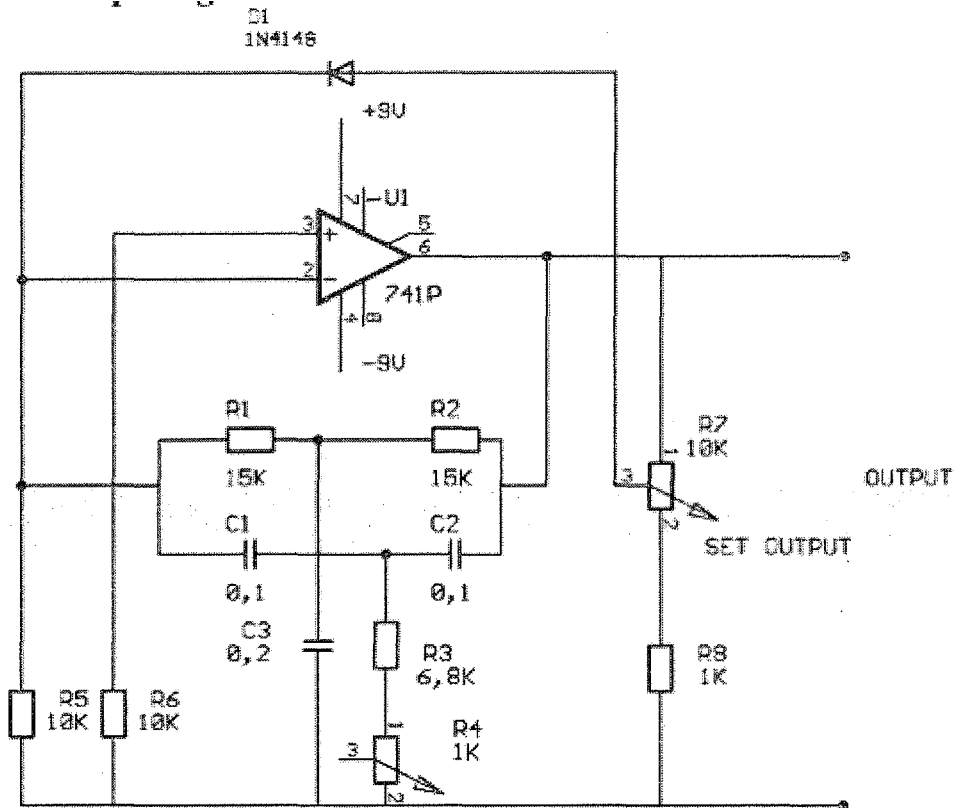 D1
1N4148
+9V
7
U1
3
+
5
6
2
-
741P
4
8
-9V
R1
R2
15K
15K
R7
10K
1
3
2
OUTPUT
SET OUTPUT
C1
C2
0,1
0,1
C3
0,2
R3
6,8K
R8
1K
R5
10K
R6
10K
1
R4
1K
3
2